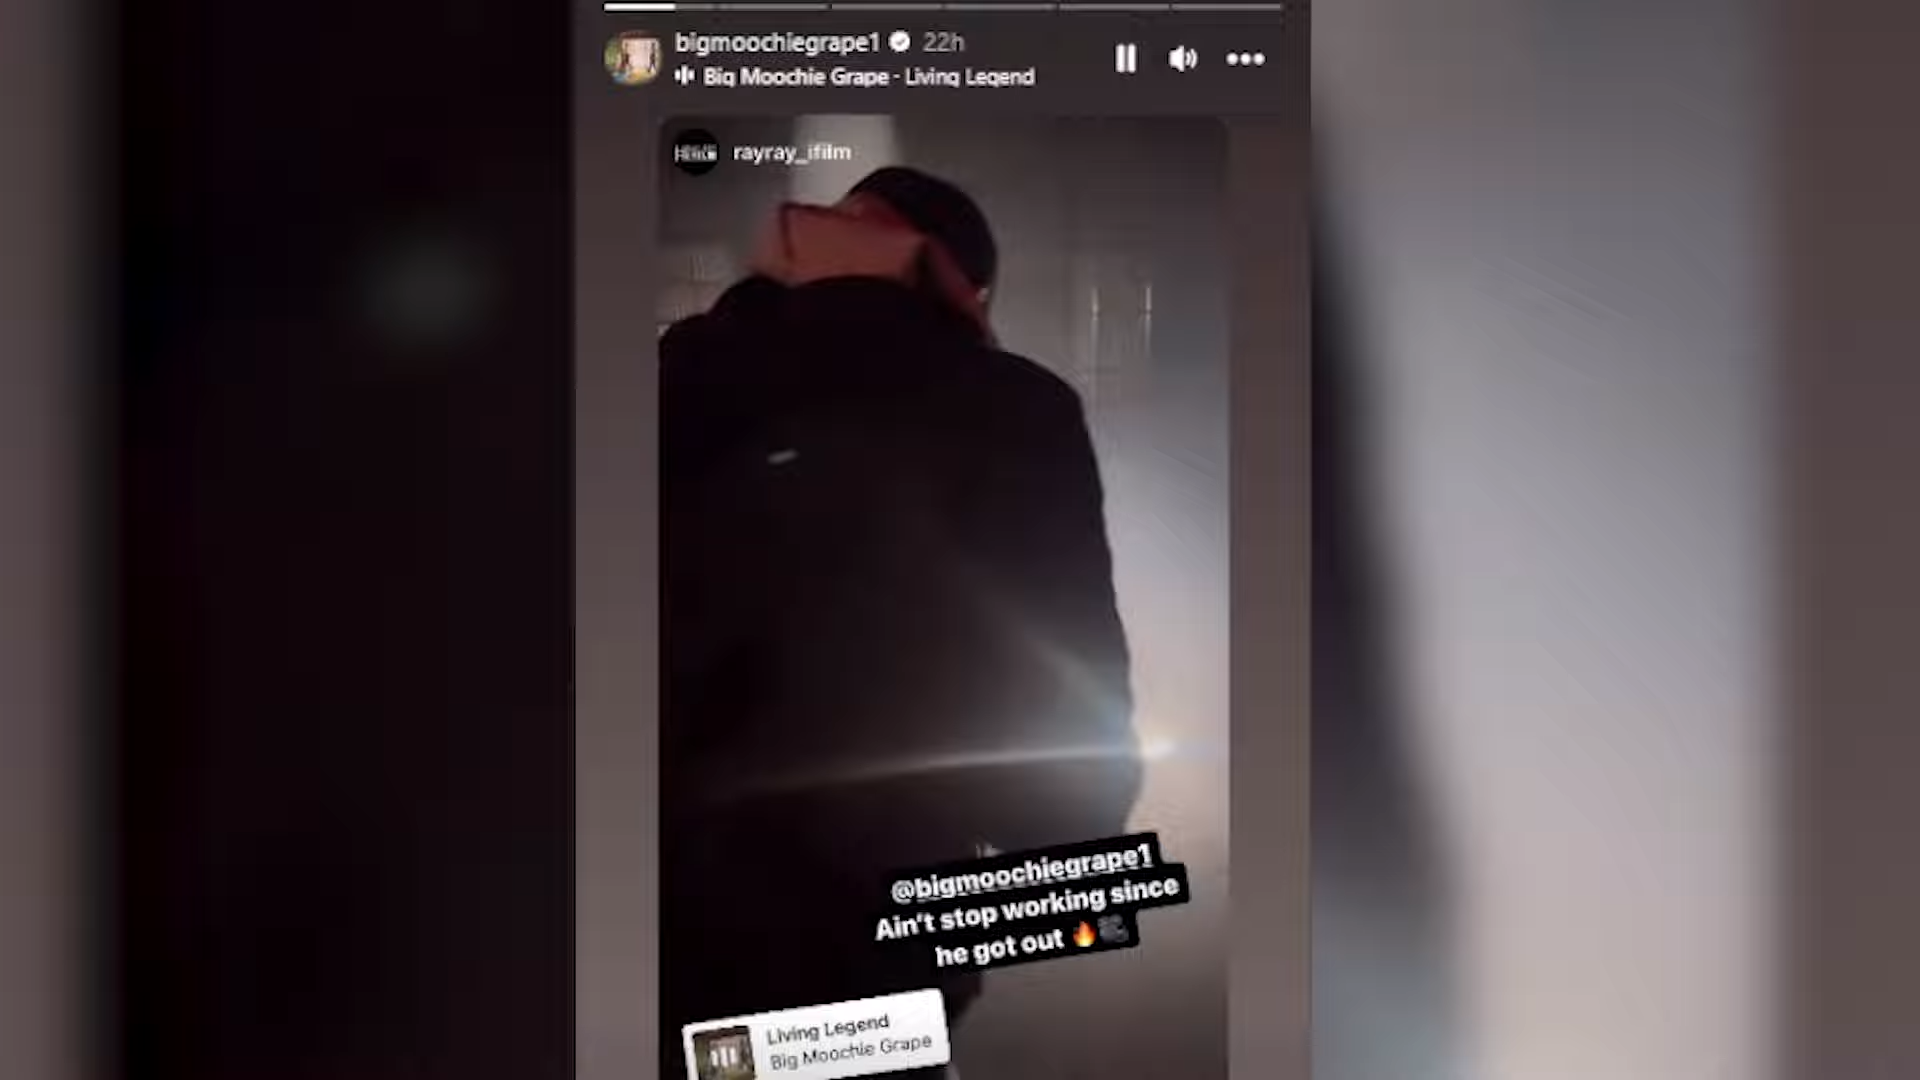 bigmoochiegrape1 22h
Big Moochie Grape - Living Legend
rayray_ifilm
@bigmoochiegrape1
Ain't stop working since
he got out 🔥🎥
Living Legend
Big Moochie Grape